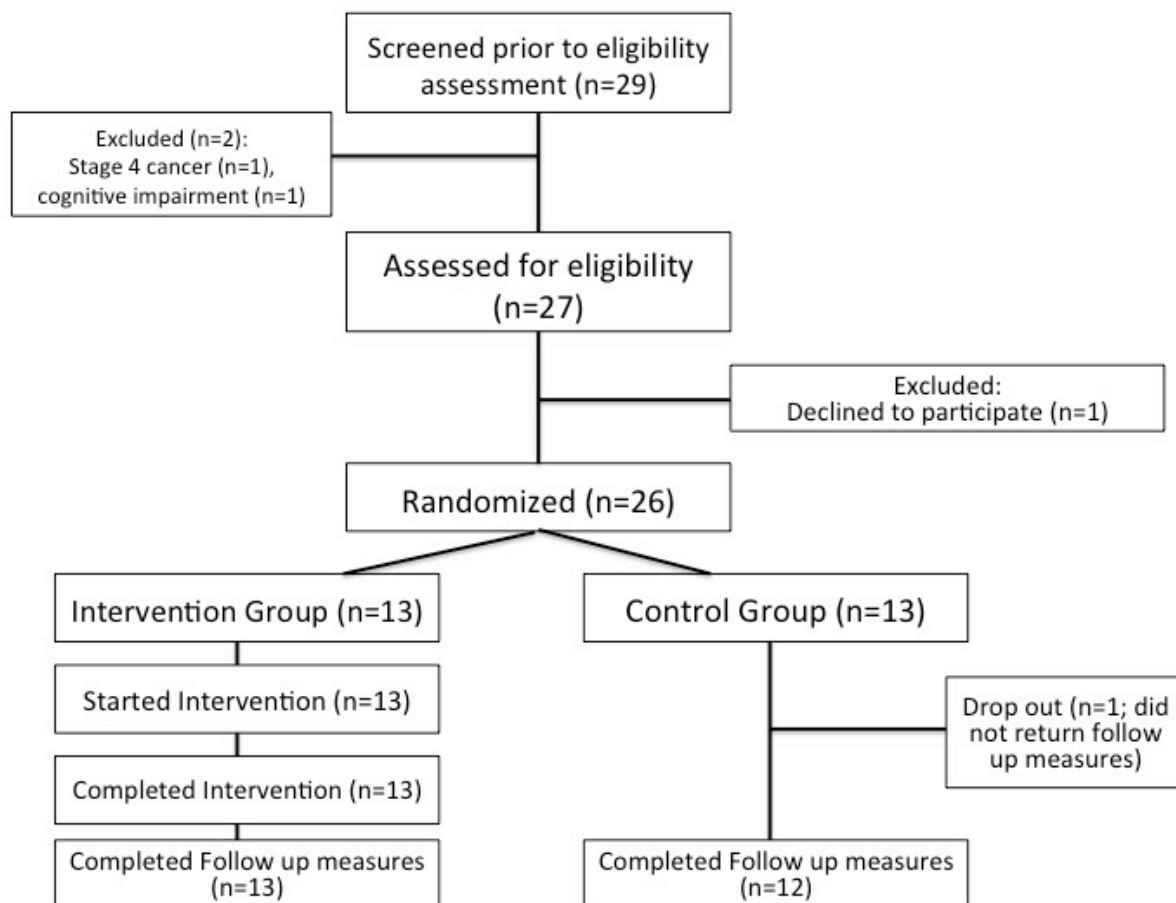 Screened prior to eligibility
assessment (n=29)
Excluded (n=2):
Stage 4 cancer (n=1),
cognitive impairment (n=1)
Assessed for eligibility
(n=27)
Excluded:
Declined to participate (n=1)
Randomized (n=26)
Intervention Group (n=13)
Started Intervention (n=13)
Completed Intervention (n=13)
Completed Follow up measures
(n=13)
Control Group (n=13)
Drop out (n=1; did
not return follow
up measures)
Completed Follow up measures
(n=12)